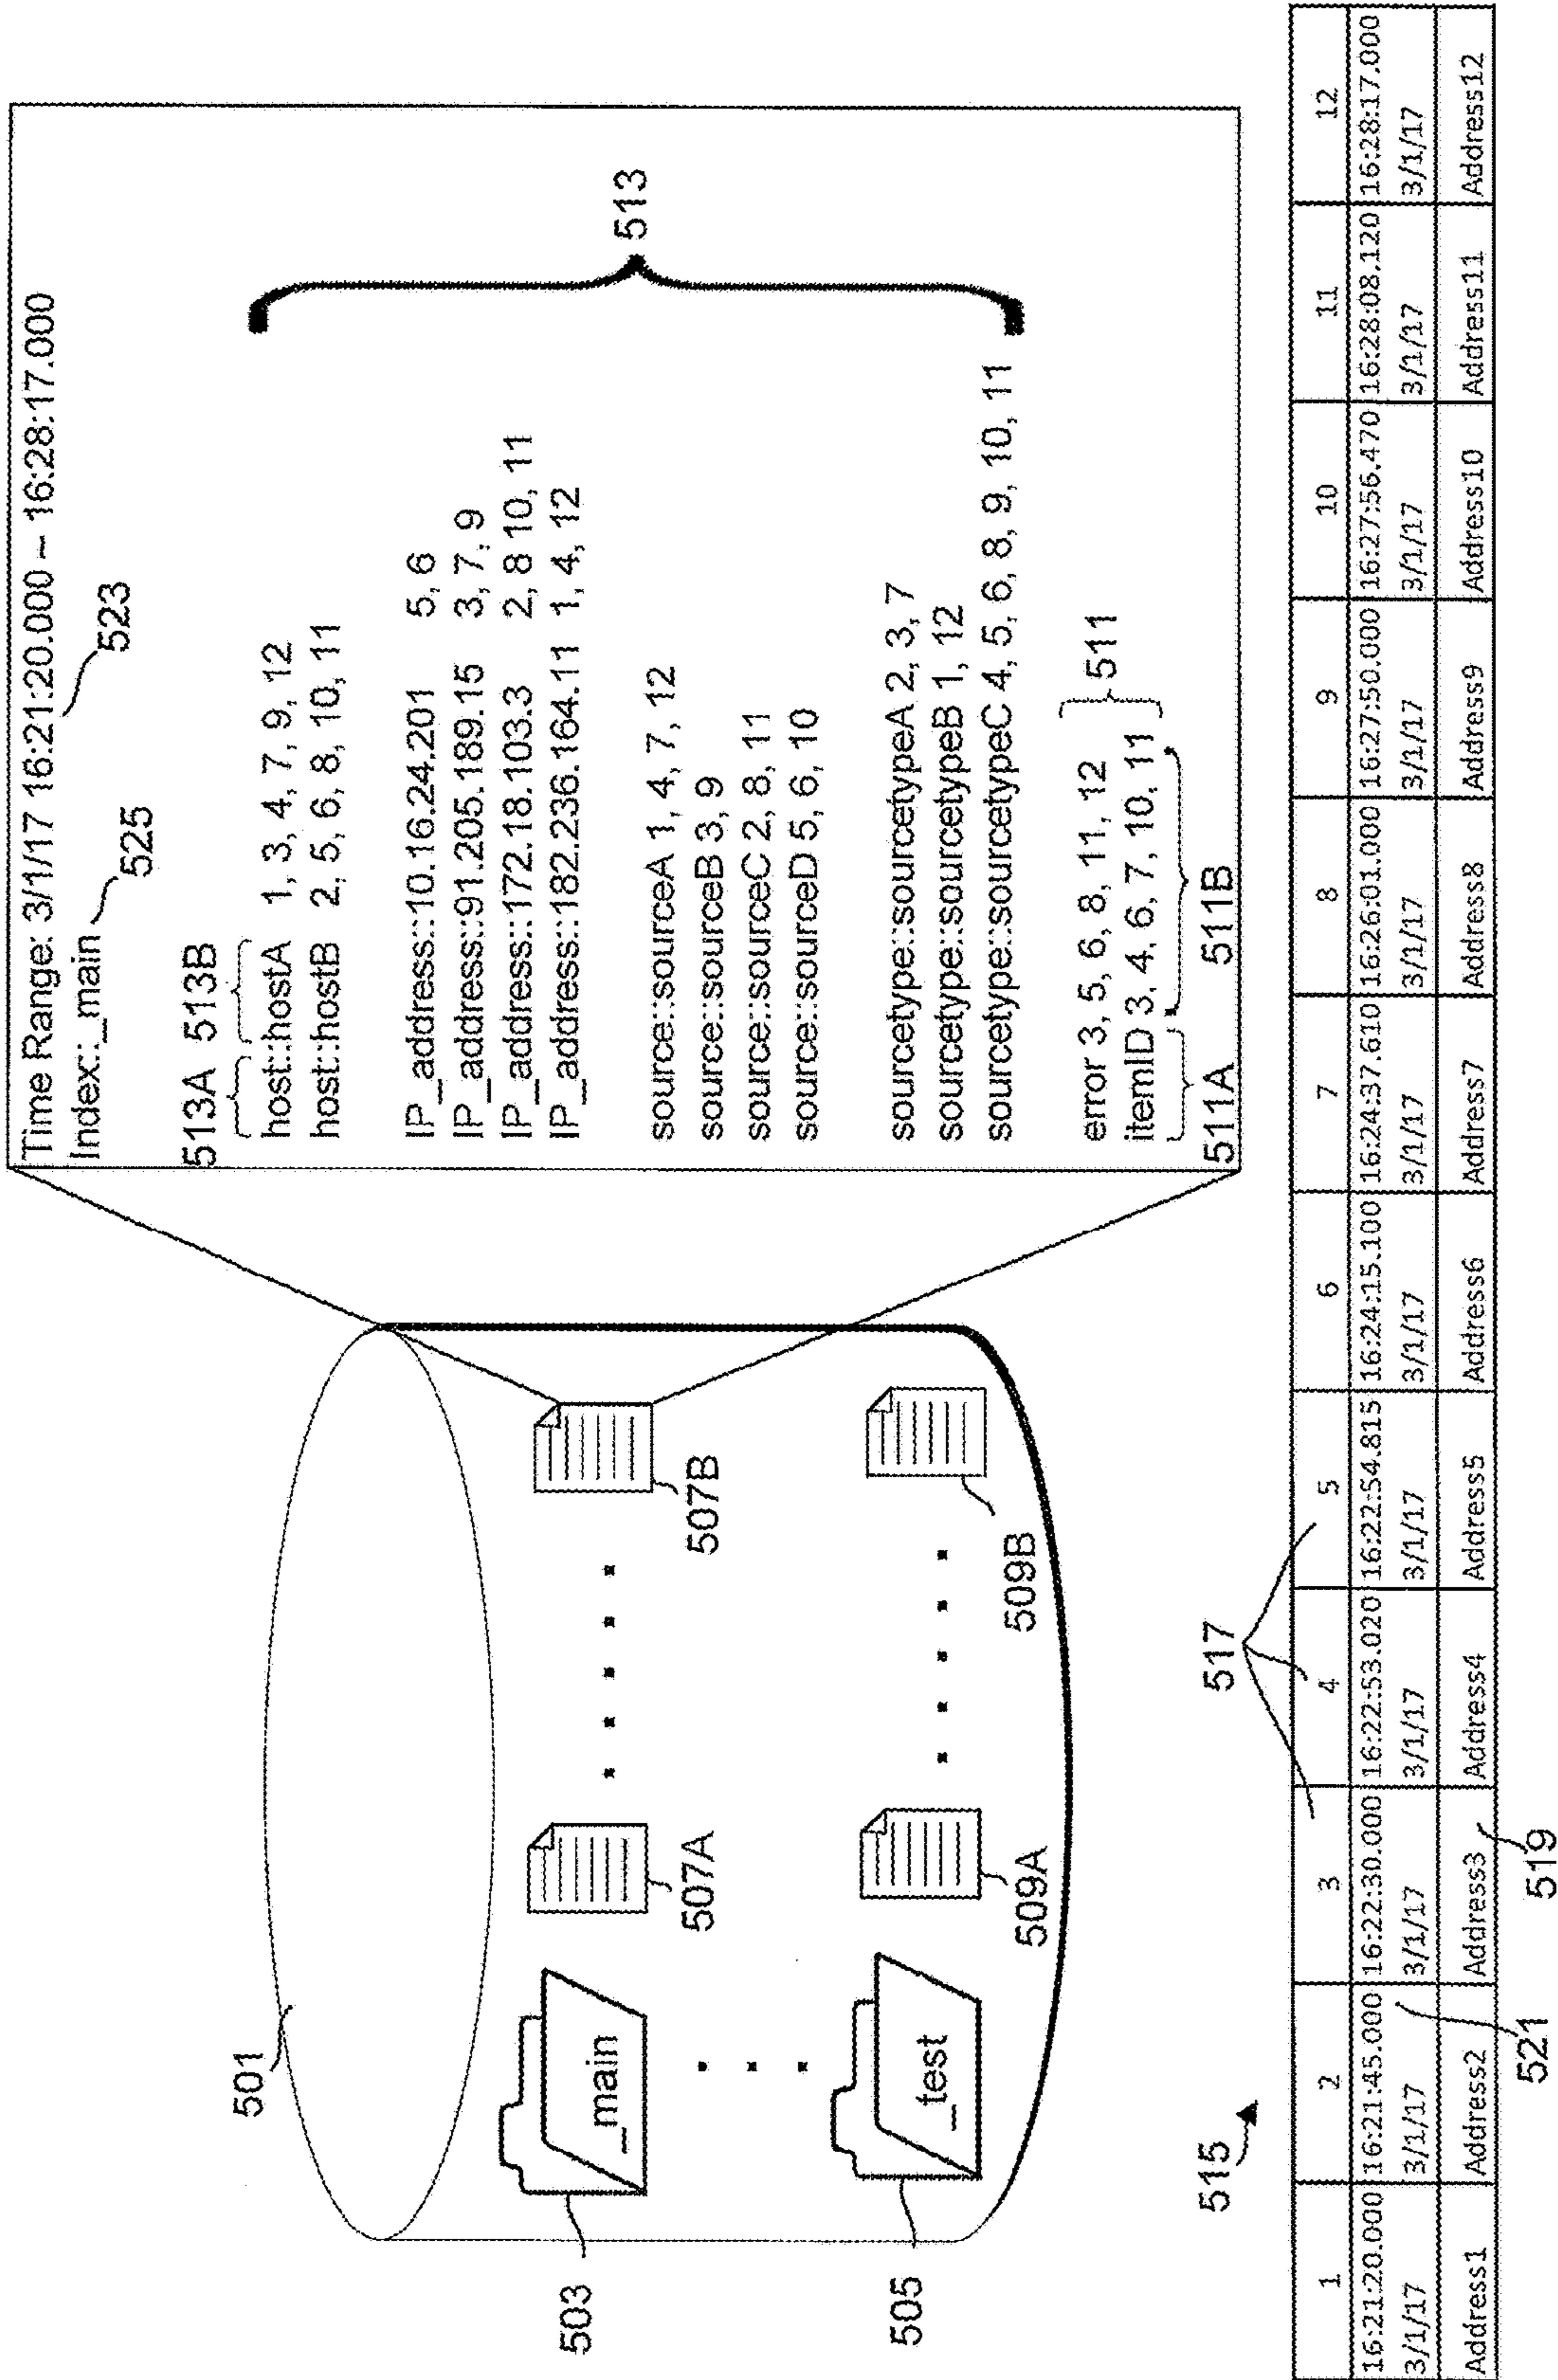 501
503
_main
507A
507B
505
_test
509A
509B
Time Range: 3/1/17 16:21:20.000 – 16:28:17.000
523
Index::_main
525
513A 513B
host::hostA 1, 3, 4, 7, 9, 12
host::hostB 2, 5, 6, 8, 10, 11
IP_address::10.16.24.201 5, 6
IP_address::91.205.189.15 3, 7, 9
IP_address::172.18.103.3 2, 8 10, 11
IP_address::182.236.164.11 1, 4, 12
source::sourceA 1, 4, 7, 12
source::sourceB 3, 9
source::sourceC 2, 8, 11
source::sourceD 5, 6, 10
sourcetype::sourcetypeA 2, 3, 7
sourcetype::sourcetypeB 1, 12
sourcetype::sourcetypeC 4, 5, 6, 8, 9, 10, 11
513
error 3, 5, 6, 8, 11, 12
itemID 3, 4, 6, 7, 10, 11
511
511A 511B
515
517
1 2 3 4 5 6 7 8 9 10 11 12
16:21:20.000 16:21:45.000 16:22:30.000 16:22:53.020 16:22:54.815 16:24:15.100 16:24:37.610 16:26:01.000 16:27:50.000 16:27:56.470 16:28:08.120 16:28:17.000
3/1/17 3/1/17 3/1/17 3/1/17 3/1/17 3/1/17 3/1/17 3/1/17 3/1/17 3/1/17 3/1/17 3/1/17
Address1 Address2 Address3 Address4 Address5 Address6 Address7 Address8 Address9 Address10 Address11 Address12
521
519